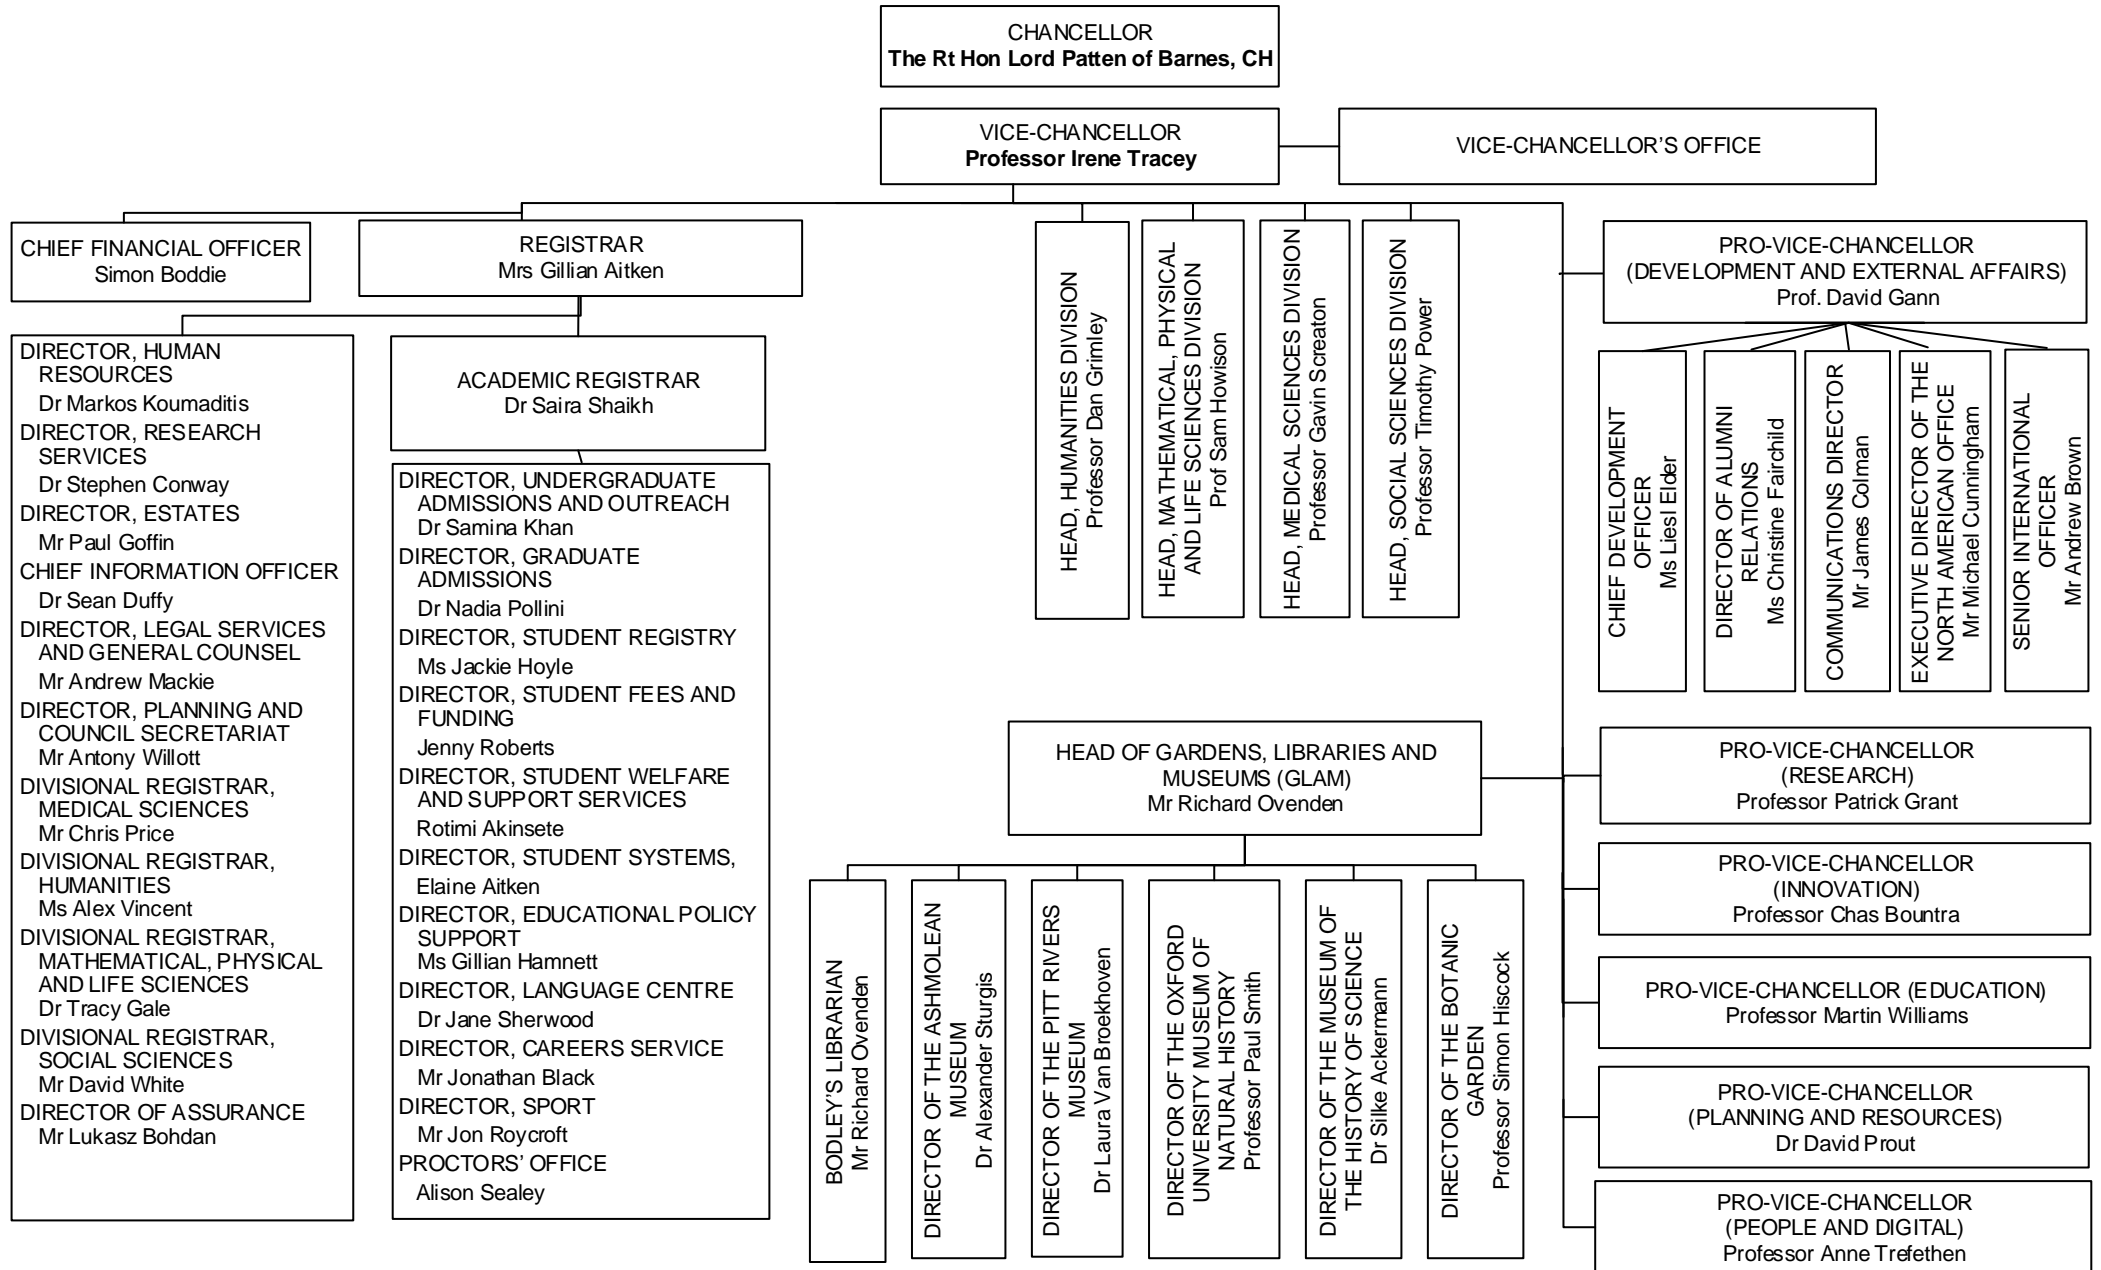 CHANCELLOR
The Rt Hon Lord Patten of Barnes, CH
VICE-CHANCELLOR
Professor Irene Tracey
VICE-CHANCELLOR'S OFFICE
CHIEF FINANCIAL OFFICER
Simon Boddie
REGISTRAR
Mrs Gillian Aitken
DIRECTOR, HUMAN
RESOURCES
Dr Markos Koumaditis
DIRECTOR, RESEARCH
SERVICES
Dr Stephen Conway
DIRECTOR, ESTATES
Mr Paul Goffin
CHIEF INFORMATION OFFICER
Dr Sean Duffy
DIRECTOR, LEGAL SERVICES
AND GENERAL COUNSEL
Mr Andrew Mackie
DIRECTOR, PLANNING AND
COUNCIL SECRETARIAT
Mr Antony Willott
DIVISIONAL REGISTRAR,
MEDICAL SCIENCES
Mr Chris Price
DIVISIONAL REGISTRAR,
HUMANITIES
Ms Alex Vincent
DIVISIONAL REGISTRAR,
MATHEMATICAL, PHYSICAL
AND LIFE SCIENCES
Dr Tracy Gale
DIVISIONAL REGISTRAR,
SOCIAL SCIENCES
Mr David White
DIRECTOR OF ASSURANCE
Mr Lukasz Bohdan
ACADEMIC REGISTRAR
Dr Saira Shaikh
DIRECTOR, UNDERGRADUATE
ADMISSIONS AND OUTREACH
Dr Samina Khan
DIRECTOR, GRADUATE
ADMISSIONS
Dr Nadia Pollini
DIRECTOR, STUDENT REGISTRY
Ms Jackie Hoyle
DIRECTOR, STUDENT FEES AND
FUNDING
Jenny Roberts
DIRECTOR, STUDENT WELFARE
AND SUPPORT SERVICES
Rotimi Akinsete
DIRECTOR, STUDENT SYSTEMS,
Elaine Aitken
DIRECTOR, EDUCATIONAL POLICY
SUPPORT
Ms Gillian Hamnett
DIRECTOR, LANGUAGE CENTRE
Dr Jane Sherwood
DIRECTOR, CAREERS SERVICE
Mr Jonathan Black
DIRECTOR, SPORT
Mr Jon Roycroft
PROCTORS' OFFICE
Alison Sealey
HEAD, HUMANITIES DIVISION
Professor Dan Grimley
HEAD, MATHEMATICAL, PHYSICAL
AND LIFE SCIENCES DIVISION
Prof Sam Howison
HEAD, MEDICAL SCIENCES DIVISION
Professor Gavin Screaton
HEAD, SOCIAL SCIENCES DIVISION
Professor Timothy Power
PRO-VICE-CHANCELLOR
(DEVELOPMENT AND EXTERNAL AFFAIRS)
Prof. David Gann
CHIEF DEVELOPMENT
OFFICER
Ms Liesl Elder
DIRECTOR OF ALUMNI
RELATIONS
Ms Christine Fairchild
COMMUNICATIONS DIRECTOR
Mr James Colman
EXECUTIVE DIRECTOR OF THE
NORTH AMERICAN OFFICE
Mr Michael Cunningham
SENIOR INTERNATIONAL
OFFICER
Mr Andrew Brown
HEAD OF GARDENS, LIBRARIES AND
MUSEUMS (GLAM)
Mr Richard Ovenden
BODLEY'S LIBRARIAN
Mr Richard Ovenden
DIRECTOR OF THE ASHMOLEAN
MUSEUM
Dr Alexander Sturgis
DIRECTOR OF THE PITT RIVERS
MUSEUM
Dr Laura Van Broekhoven
DIRECTOR OF THE OXFORD
UNIVERSITY MUSEUM OF
NATURAL HISTORY
Professor Paul Smith
DIRECTOR OF THE MUSEUM OF
THE HISTORY OF SCIENCE
Dr Silke Ackermann
DIRECTOR OF THE BOTANIC
GARDEN
Professor Simon Hiscock
PRO-VICE-CHANCELLOR
(RESEARCH)
Professor Patrick Grant
PRO-VICE-CHANCELLOR
(INNOVATION)
Professor Chas Bountra
PRO-VICE-CHANCELLOR (EDUCATION)
Professor Martin Williams
PRO-VICE-CHANCELLOR
(PLANNING AND RESOURCES)
Dr David Prout
PRO-VICE-CHANCELLOR
(PEOPLE AND DIGITAL)
Professor Anne Trefethen